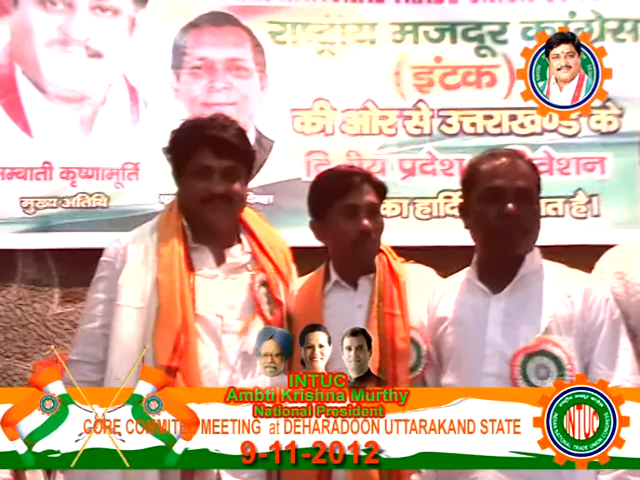 राष्ट्रीय मजदूर कांग्रेस
(इंटक)
की ओर से उत्तराखण्ड के
द्वितीय प्रदेश
का हार्दि
त है।
म्बाती कृष्णामूर्ति
मुख्य अतिथि
INTUC
Ambti Krishna Murthy
National President
CORE COMMITEE MEETING at DEHARADOON UTTARAKAND STATE
9-11-2012
INTUC